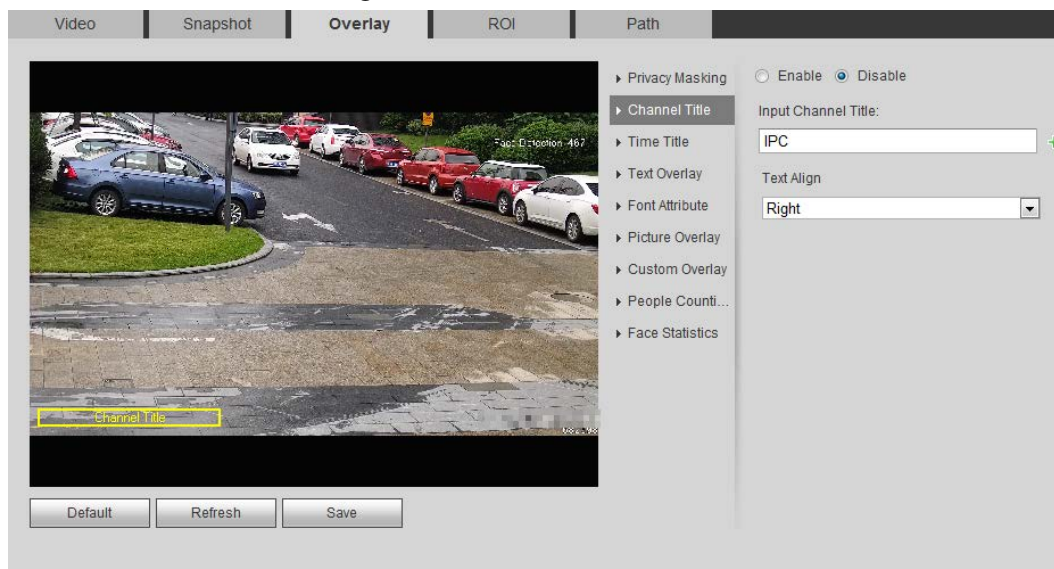 Video Snapshot Overlay ROI Path
Privacy Masking
Channel Title
Time Title
Text Overlay
Font Attribute
Picture Overlay
Custom Overlay
People Counti...
Face Statistics
Enable Disable
Input Channel Title:
IPC
Text Align
Right
Face Detection 467
Channel Title
Default Refresh Save